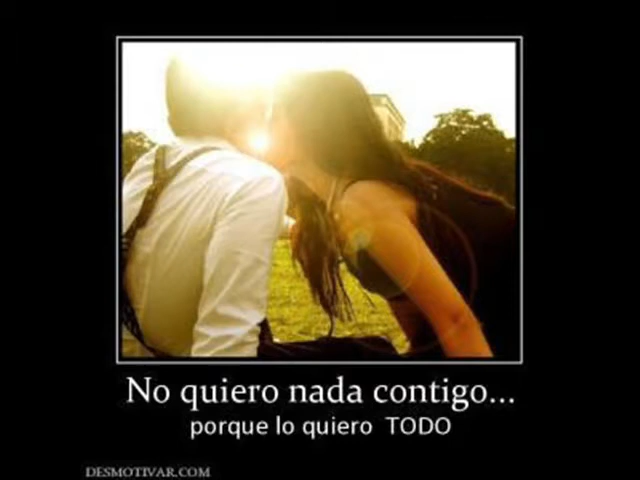 No quiero nada contigo...
porque lo quiero TODO
DESMOTIVAR.COM